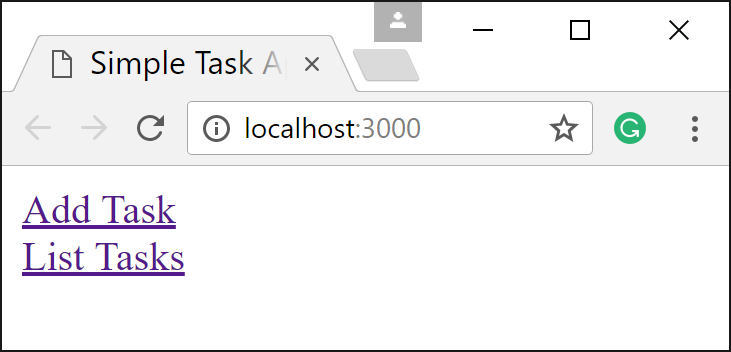 Simple Task A
localhost:3000
Add Task
List Tasks